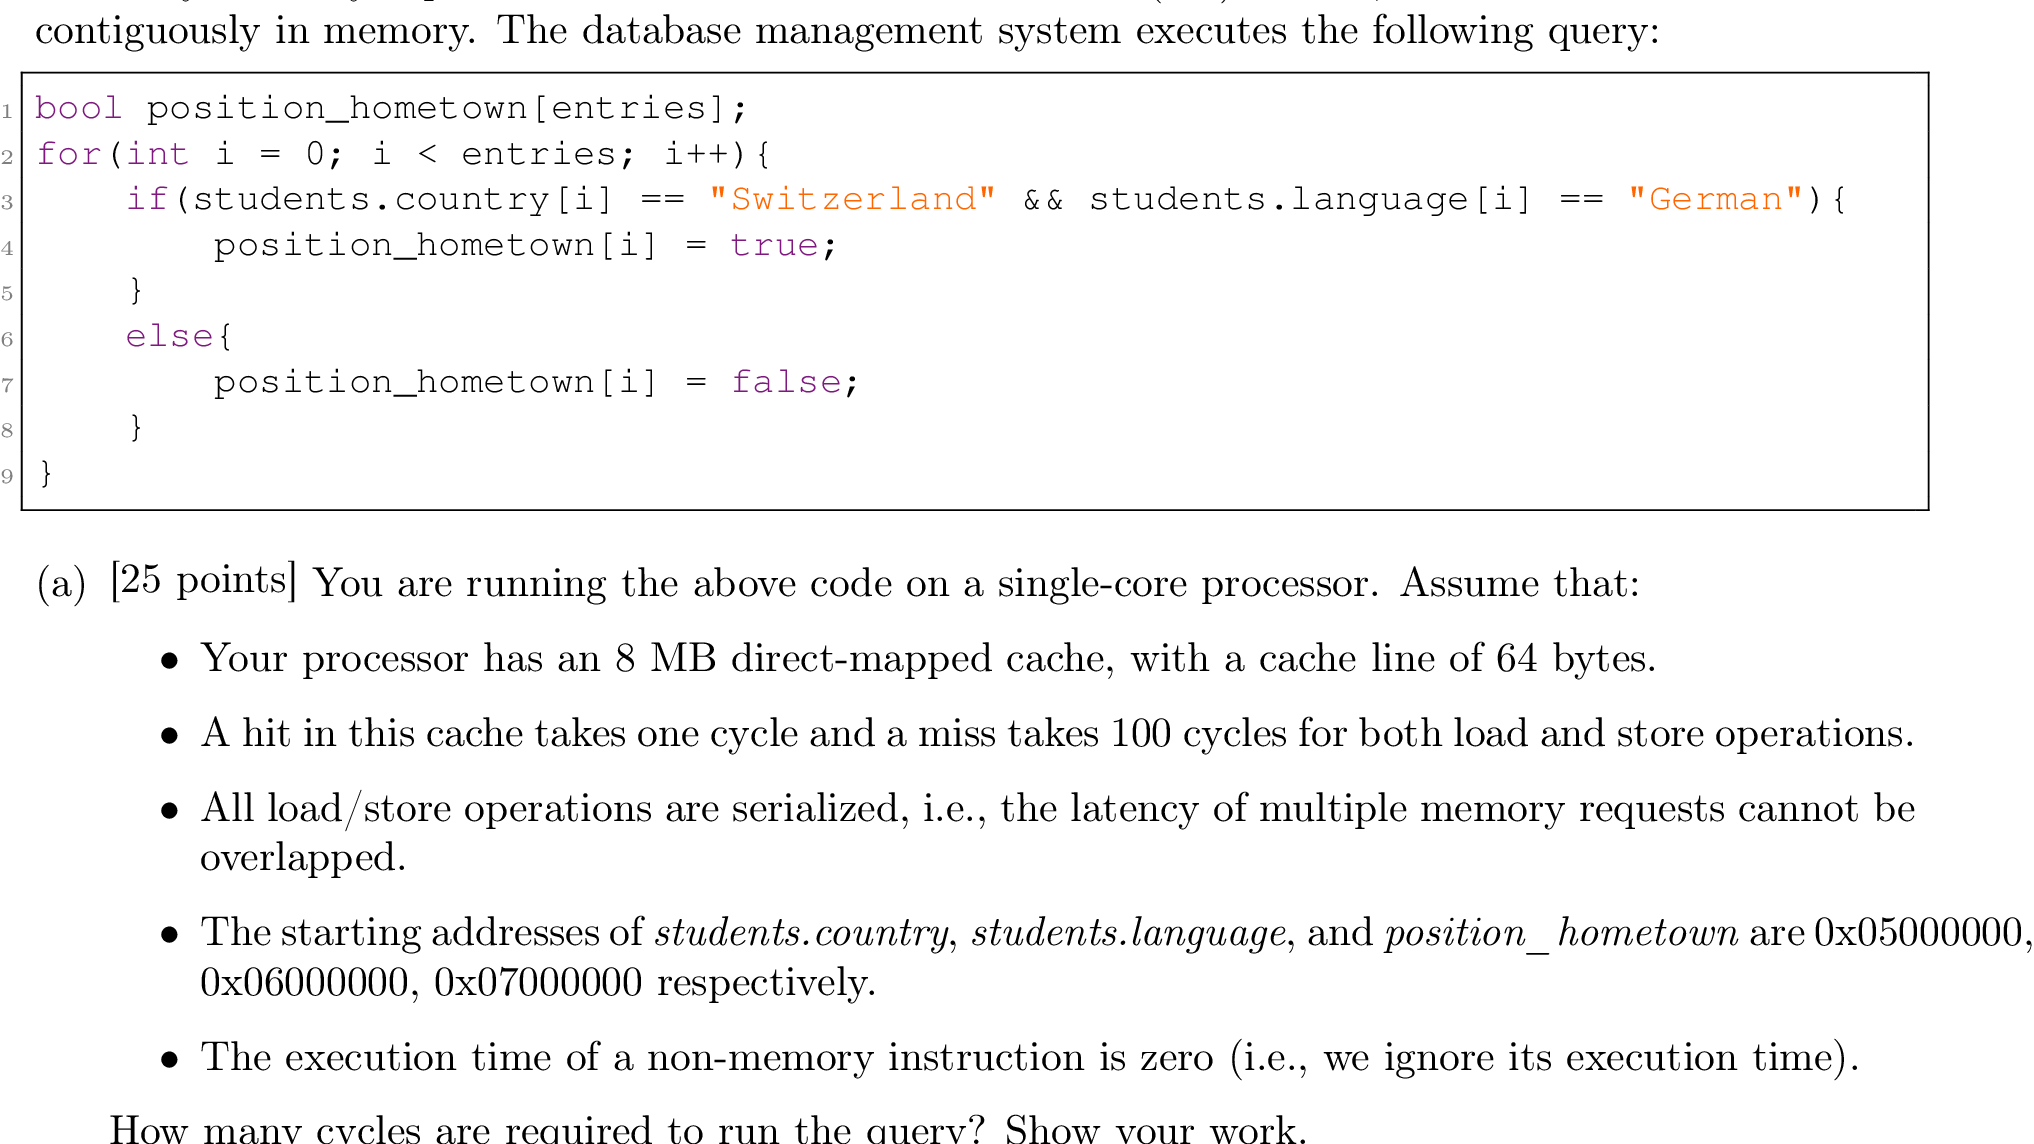 contiguously in memory. The database management system executes the following query:
1 bool position_hometown[entries];
2 for(int i = 0; i < entries; i++){
3 if(students.country[i] == "Switzerland" && students.language[i] == "German"){
4 position_hometown[i] = true;
5 }
6 else{
7 position_hometown[i] = false;
8 }
9 }
(a) [25 points] You are running the above code on a single-core processor. Assume that:
• Your processor has an 8 MB direct-mapped cache, with a cache line of 64 bytes.
• A hit in this cache takes one cycle and a miss takes 100 cycles for both load and store operations.
• All load/store operations are serialized, i.e., the latency of multiple memory requests cannot be
overlapped.
• The starting addresses of students.country, students.language, and position_hometown are 0x05000000,
0x06000000, 0x07000000 respectively.
• The execution time of a non-memory instruction is zero (i.e., we ignore its execution time).
How many cycles are required to run the query? Show your work.